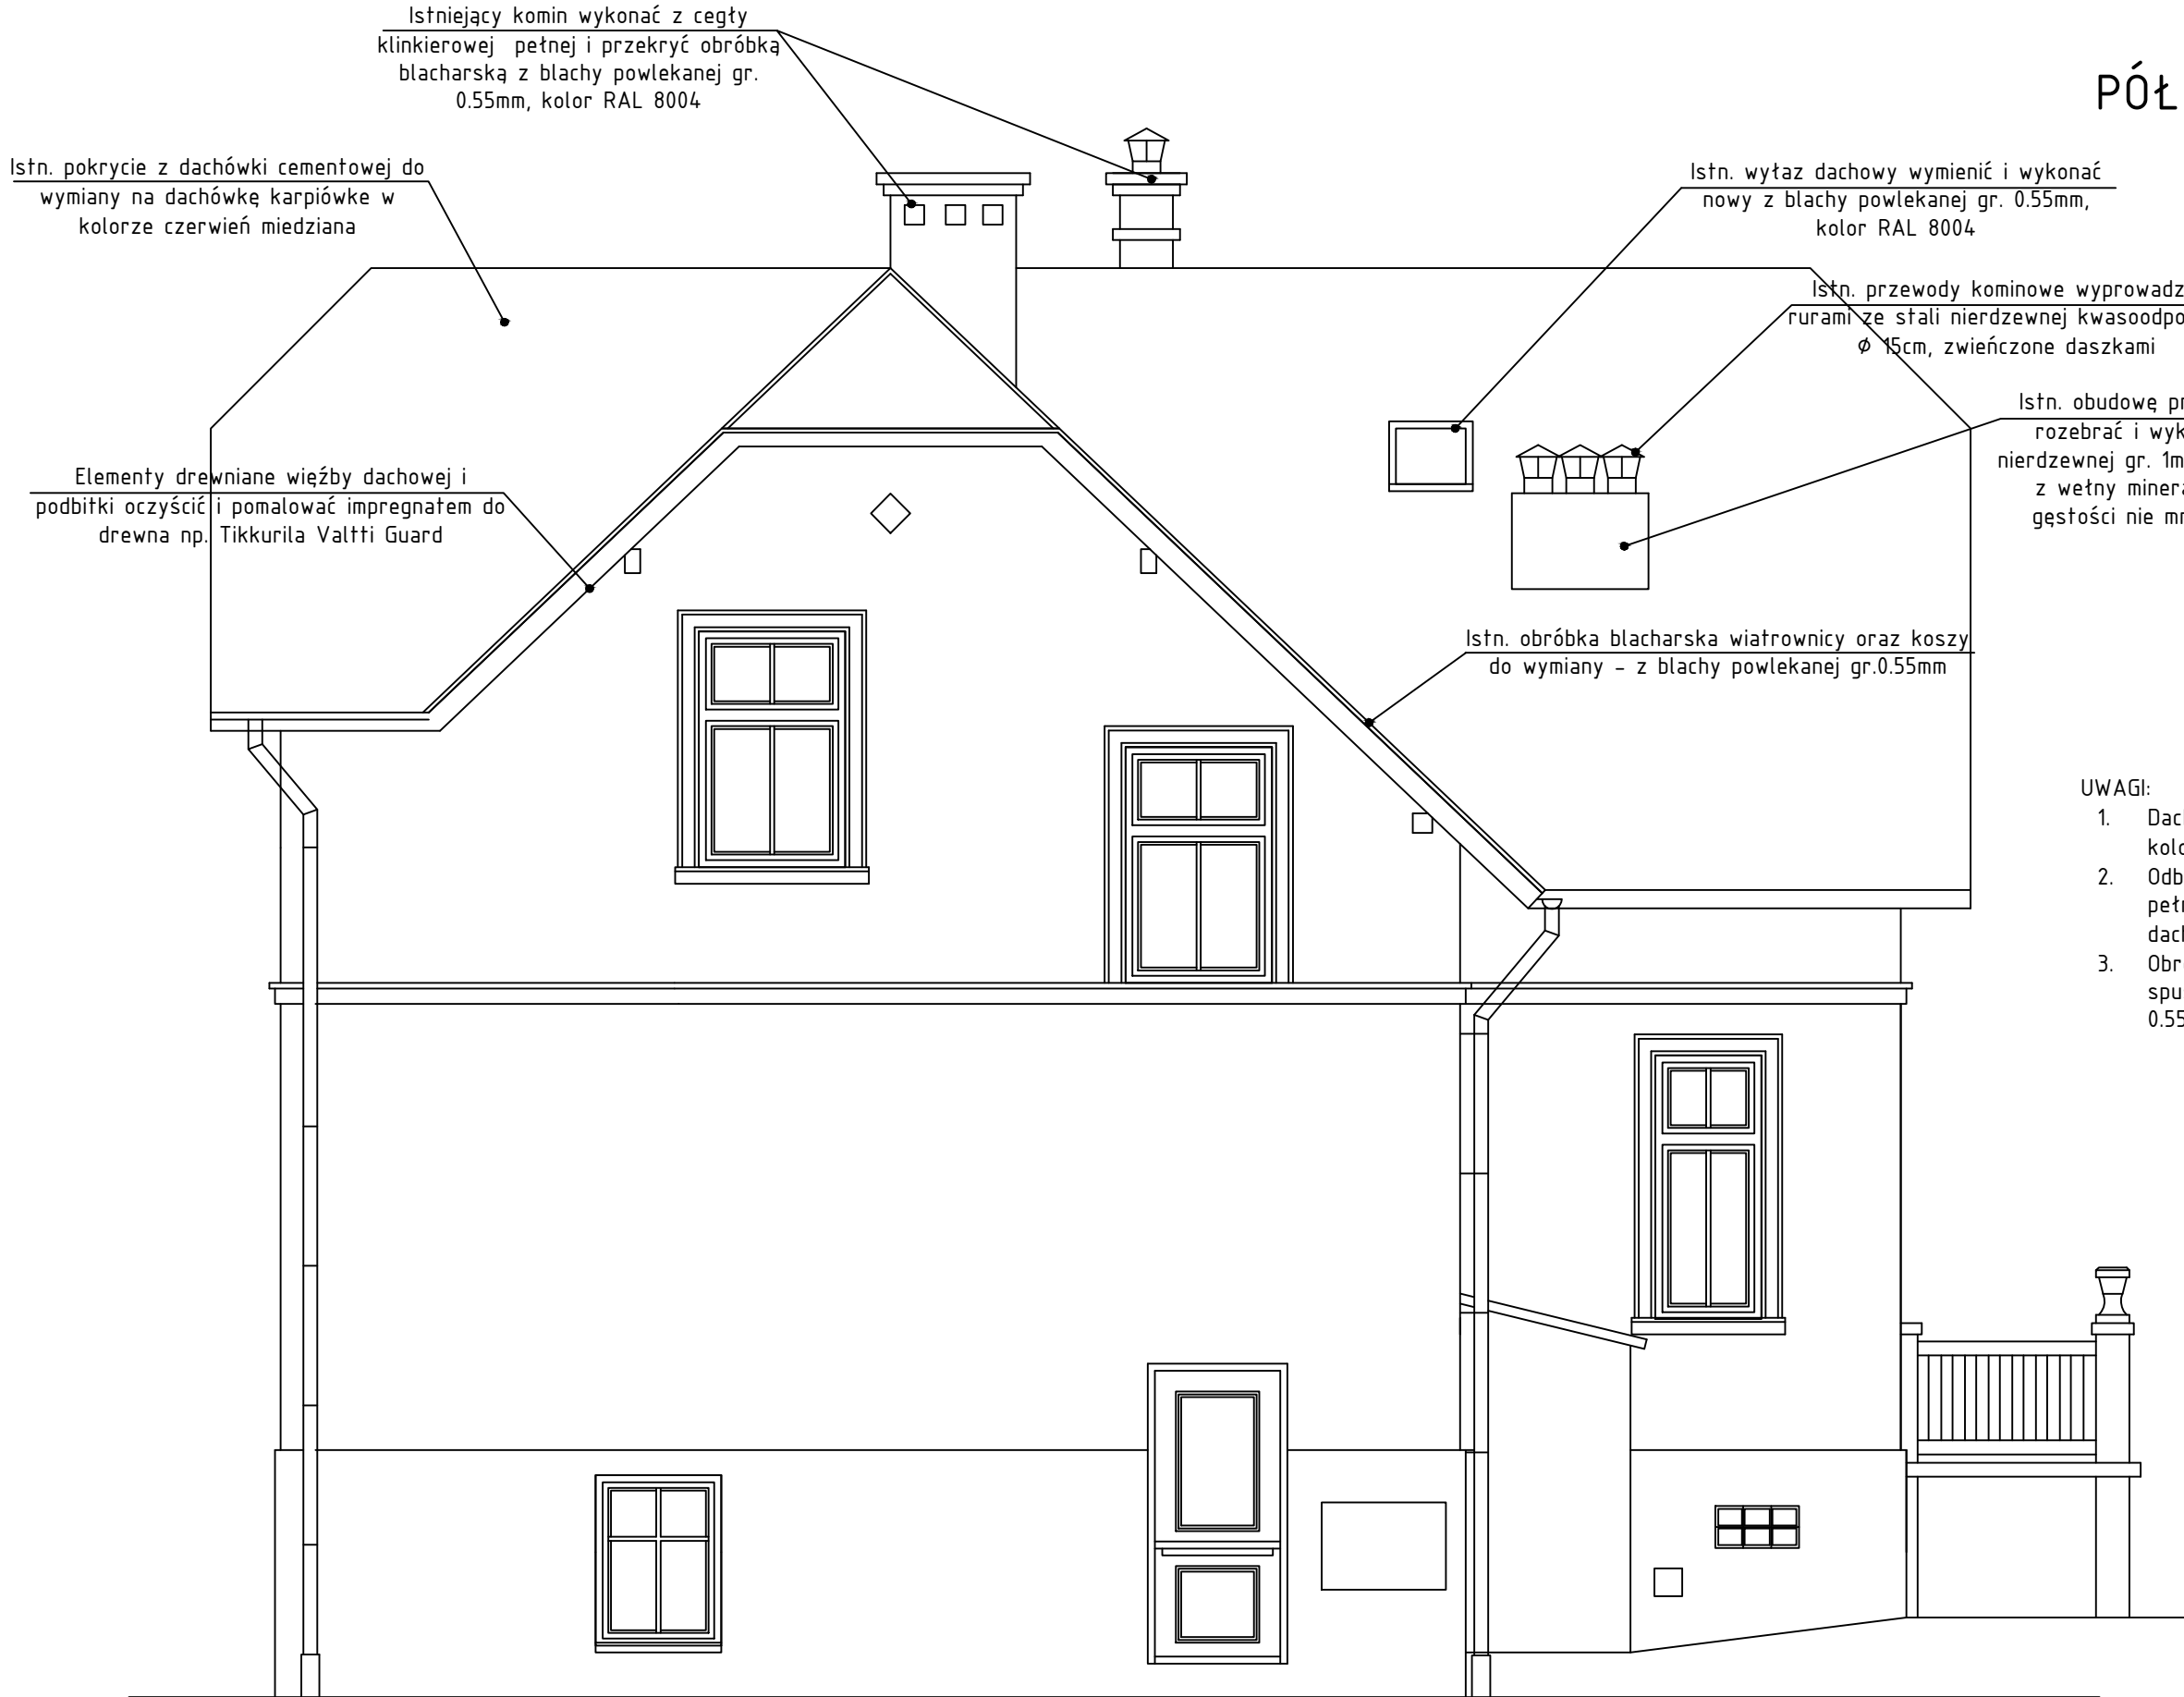 Istniejący komin wykonać z cegły
klinkierowej pełnej i przekryć obróbką
blacharską z blachy powlekanej gr.
0.55mm, kolor RAL 8004
PÓŁ
Istn. pokrycie z dachówki cementowej do
wymiany na dachówkę karpiówke w
kolorze czerwień miedziana
Istn. wyłaz dachowy wymienić i wykonać
nowy z blachy powlekanej gr. 0.55mm,
kolor RAL 8004
Istn. przewody kominowe wyprowadz
rurami ze stali nierdzewnej kwasoodpo
φ 15cm, zwieńczone daszkami
Istn. obudowę pr
rozebrać i wyk
nierdzewnej gr. 1m
z wełny minera
gęstości nie mn
Elementy drewniane więźby dachowej i
podbitki oczyścić i pomalować impregnatem do
drewna np. Tikkurila Valtti Guard
Istn. obróbka blacharska wiatrownicy oraz koszy
do wymiany – z blachy powlekanej gr.0.55mm
UWAGI:
1. Dac
kolo
2. Odb
pełr
dach
3. Obr
spu
0.55